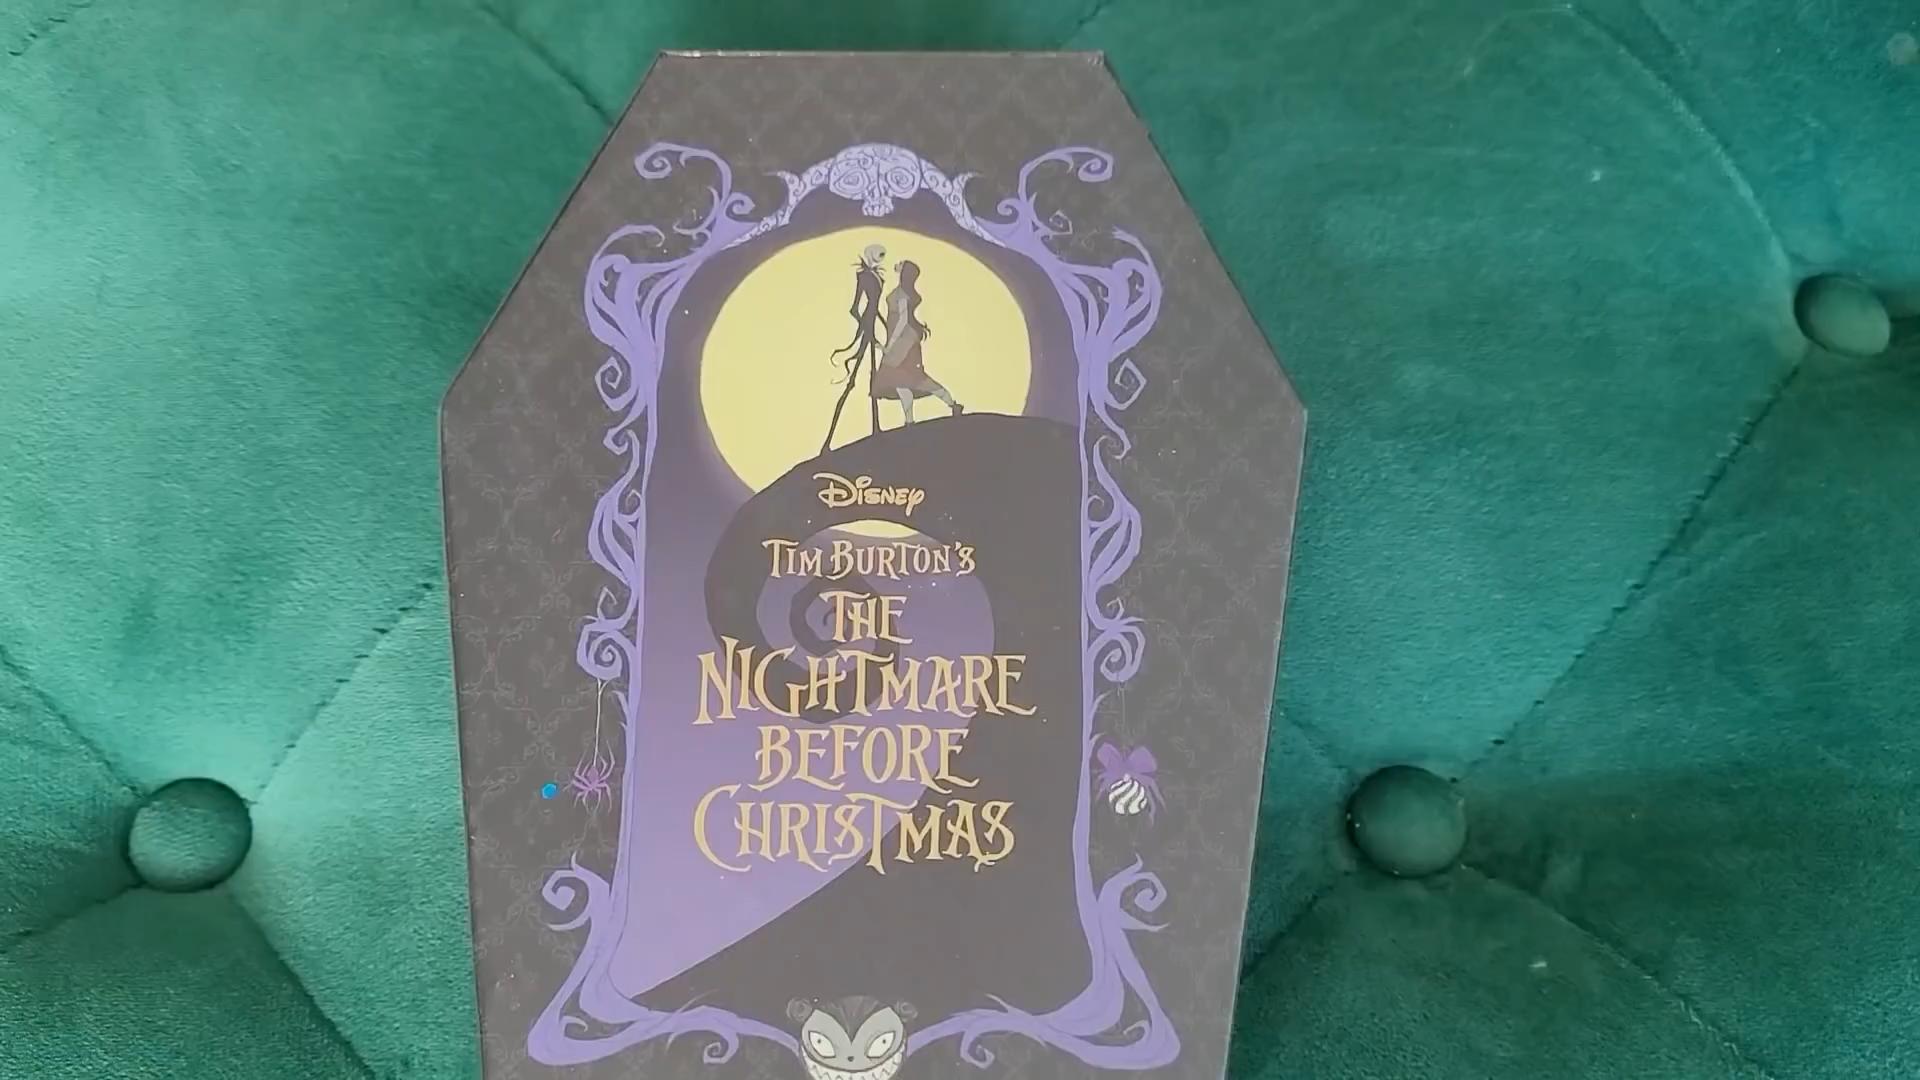 Disney
Tim Burton's
The
Nightmare
Before
Christmas